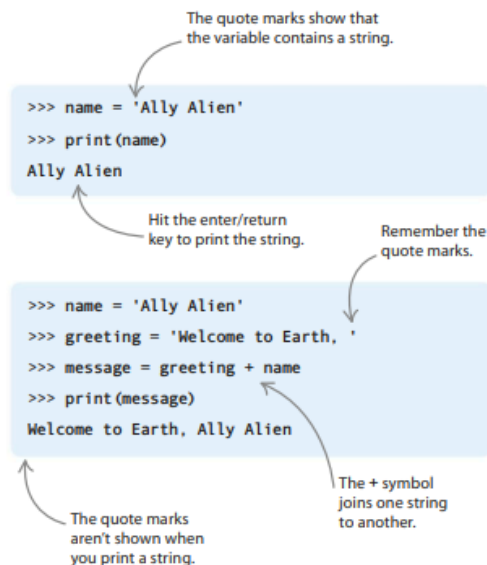 The quote marks show that
the variable contains a string.
>>> name = 'Ally Alien'
>>> print(name)
Ally Alien
Hit the enter/return
key to print the string.
Remember the
quote marks.
>>> name = 'Ally Alien'
>>> greeting = 'Welcome to Earth, '
>>> message = greeting + name
>>> print(message)
Welcome to Earth, Ally Alien
The + symbol
joins one string
to another.
The quote marks
aren't shown when
you print a string.